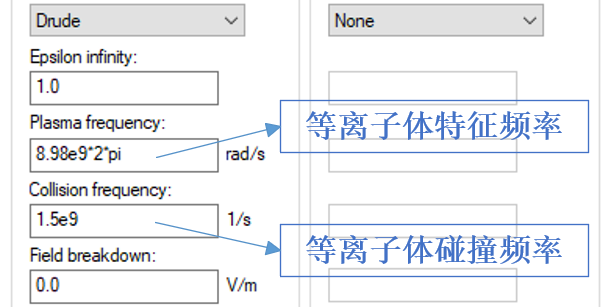 Drude
None
Epsilon infinity:
1.0
Plasma frequency:
等离子体特征频率
8.98e9*2*pi
rad/s
Collision frequency:
1.5e9
1/s
等离子体碰撞频率
Field breakdown:
0.0
V/m